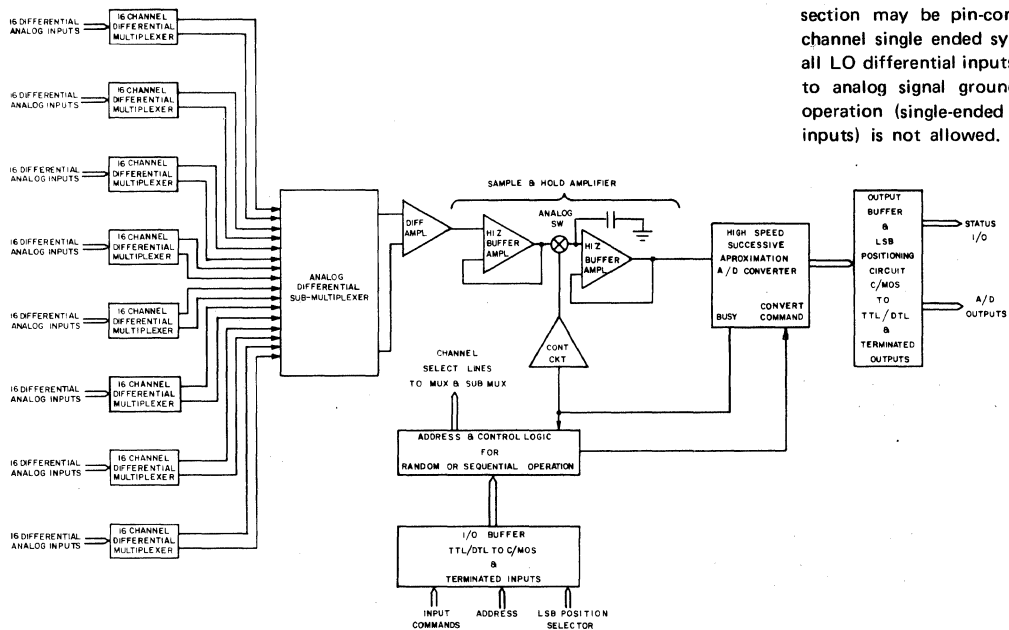 section may be pin-con
channel single ended sy
all LO differential inputs
to analog signal ground
operation (single-ended
inputs) is not allowed.
16 DIFFERENTIAL
ANALOG INPUTS
16 CHANNEL
DIFFERENTIAL
MULTIPLEXER
16 DIFFERENTIAL
ANALOG INPUTS
16 CHANNEL
DIFFERENTIAL
MULTIPLEXER
16 DIFFERENTIAL
ANALOG INPUTS
16 CHANNEL
DIFFERENTIAL
MULTIPLEXER
16 DIFFERENTIAL
ANALOG INPUTS
16 CHANNEL
DIFFERENTIAL
MULTIPLEXER
16 DIFFERENTIAL
ANALOG INPUTS
16 CHANNEL
DIFFERENTIAL
MULTIPLEXER
16 DIFFERENTIAL
ANALOG INPUTS
16 CHANNEL
DIFFERENTIAL
MULTIPLEXER
16 DIFFERENTIAL
ANALOG INPUTS
16 CHANNEL
DIFFERENTIAL
MULTIPLEXER
16 DIFFERENTIAL
ANALOG INPUTS
16 CHANNEL
DIFFERENTIAL
MULTIPLEXER
ANALOG
DIFFERENTIAL
SUB-MULTIPLEXER
DIFF
AMPL
SAMPLE & HOLD AMPLIFIER
HI Z
BUFFER
AMPL
ANALOG
SW
HI Z
BUFFER
AMPL
CONT
CKT
HIGH SPEED
SUCCESSIVE
APROXIMATION
A/D CONVERTER
BUSY
CONVERT
COMMAND
OUTPUT
BUFFER
&
LSB
POSITIONING
CIRCUIT
C/MOS
TO
TTL/DTL
&
TERMINATED
OUTPUTS
STATUS
I/O
A/D
OUTPUTS
CHANNEL
SELECT LINES
TO MUX & SUB MUX
ADDRESS & CONTROL LOGIC
FOR
RANDOM OR SEQUENTIAL OPERATION
I/O BUFFER
TTL/DTL TO C/MOS
&
TERMINATED INPUTS
INPUT
COMMANDS
ADDRESS
LSB POSITION
SELECTOR